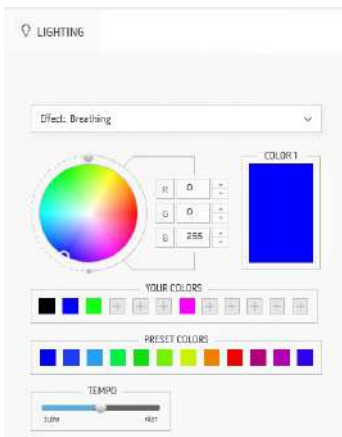 LIGHTING
Effect: Breathing
COLOR 1
R 0
G 0
B 255
YOUR COLORS
PRESET COLORS
TEMPO
SLOW FAST